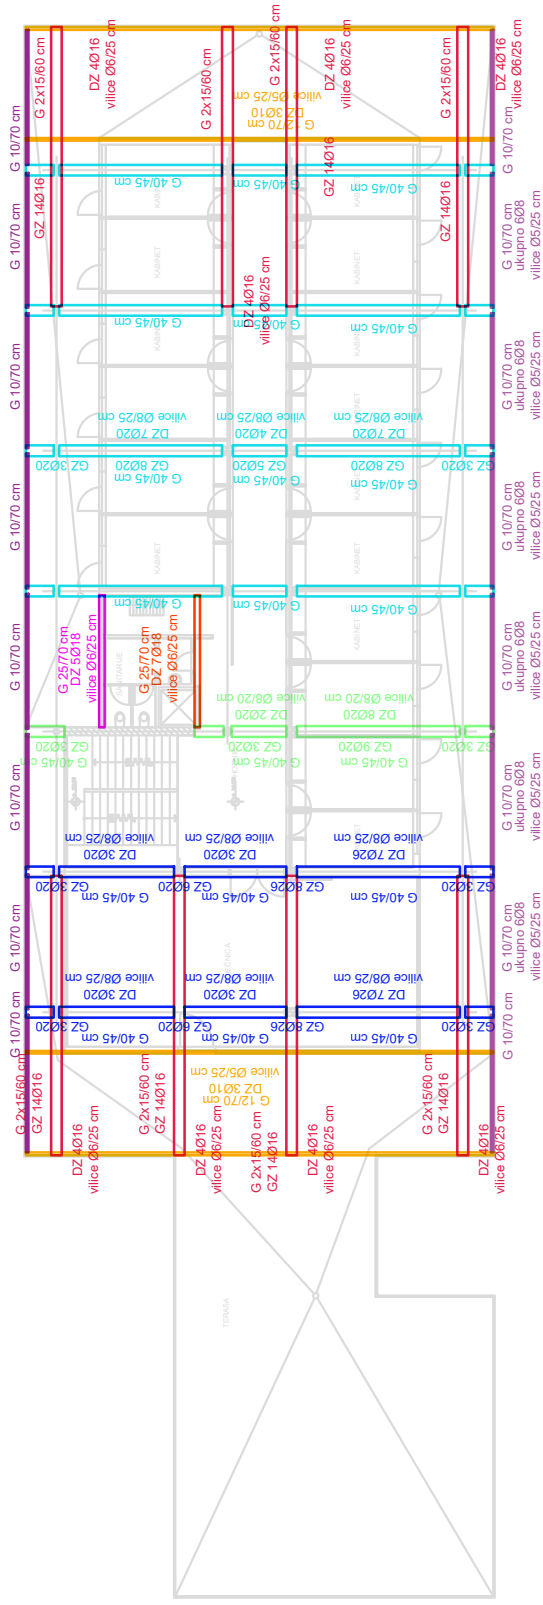 G 2x15/60 cm
DZ 4Ø16
vilice Ø6/25 cm
G 2x15/60 cm
G 2x15/60 cm
DZ 4Ø16
vilice Ø6/25 cm
G 2x15/60 cm
DZ 4Ø16
vilice Ø6/25 cm
G 12/70 cm
DZ 3Ø10
vilice Ø5/25 cm
G 10/70 cm
G 10/70 cm
GZ 14Ø16
GZ 14Ø16
GZ 14Ø16
G 40/45 cm
G 40/45 cm
G 40/45 cm
KABINET
KABINET
G 10/70 cm
G 10/70 cm
ukupno 6Ø8
vilice Ø5/25 cm
DZ 4Ø16
vilice Ø6/25 cm
G 40/45 cm
G 40/45 cm
G 40/45 cm
KABINET
KABINET
G 10/70 cm
G 10/70 cm
ukupno 6Ø8
vilice Ø5/25 cm
DZ 7Ø20
vilice Ø8/25 cm
DZ 4Ø20
vilice Ø8/25 cm
DZ 7Ø20
vilice Ø8/25 cm
GZ 3Ø20
GZ 8Ø20
GZ 5Ø20
GZ 8Ø20
GZ 3Ø20
G 40/45 cm
G 40/45 cm
G 40/45 cm
G 10/70 cm
G 10/70 cm
ukupno 6Ø8
vilice Ø5/25 cm
KABINET
KABINET
G 40/45 cm
G 40/45 cm
G 40/45 cm
G 10/70 cm
G 25/70 cm
DZ 5Ø18
vilice Ø6/25 cm
G 25/70 cm
DZ 7Ø18
vilice Ø6/25 cm
SANITARIJE
KABINET
G 10/70 cm
ukupno 6Ø8
vilice Ø5/25 cm
DZ 2Ø20
vilice Ø8/20 cm
DZ 8Ø20
vilice Ø8/20 cm
GZ 3Ø20
GZ 3Ø20
GZ 9Ø20
GZ 3Ø20
G 40/45 cm
G 40/45 cm
G 40/45 cm
G 40/45 cm
G 10/70 cm
KABINET
G 10/70 cm
ukupno 6Ø8
vilice Ø5/25 cm
DZ 3Ø20
vilice Ø8/25 cm
DZ 3Ø20
vilice Ø8/25 cm
DZ 7Ø26
vilice Ø8/25 cm
GZ 3Ø20
GZ 6Ø20
GZ 8Ø26
GZ 3Ø20
G 40/45 cm
G 40/45 cm
G 40/45 cm
G 10/70 cm
G 10/70 cm
ukupno 6Ø8
vilice Ø5/25 cm
DZ 3Ø20
vilice Ø8/25 cm
DZ 3Ø20
vilice Ø8/25 cm
DZ 7Ø26
vilice Ø8/25 cm
GZ 3Ø20
GZ 6Ø20
GZ 8Ø26
GZ 3Ø20
G 40/45 cm
G 40/45 cm
G 40/45 cm
G 10/70 cm
G 10/70 cm
G 12/70 cm
DZ 3Ø10
vilice Ø5/25 cm
G 2x15/60 cm
GZ 14Ø16
G 2x15/60 cm
GZ 14Ø16
G 2x15/60 cm
GZ 14Ø16
G 2x15/60 cm
GZ 14Ø16
DZ 4Ø16
vilice Ø6/25 cm
DZ 4Ø16
vilice Ø6/25 cm
DZ 4Ø16
vilice Ø6/25 cm
DZ 4Ø16
vilice Ø6/25 cm
TERASA